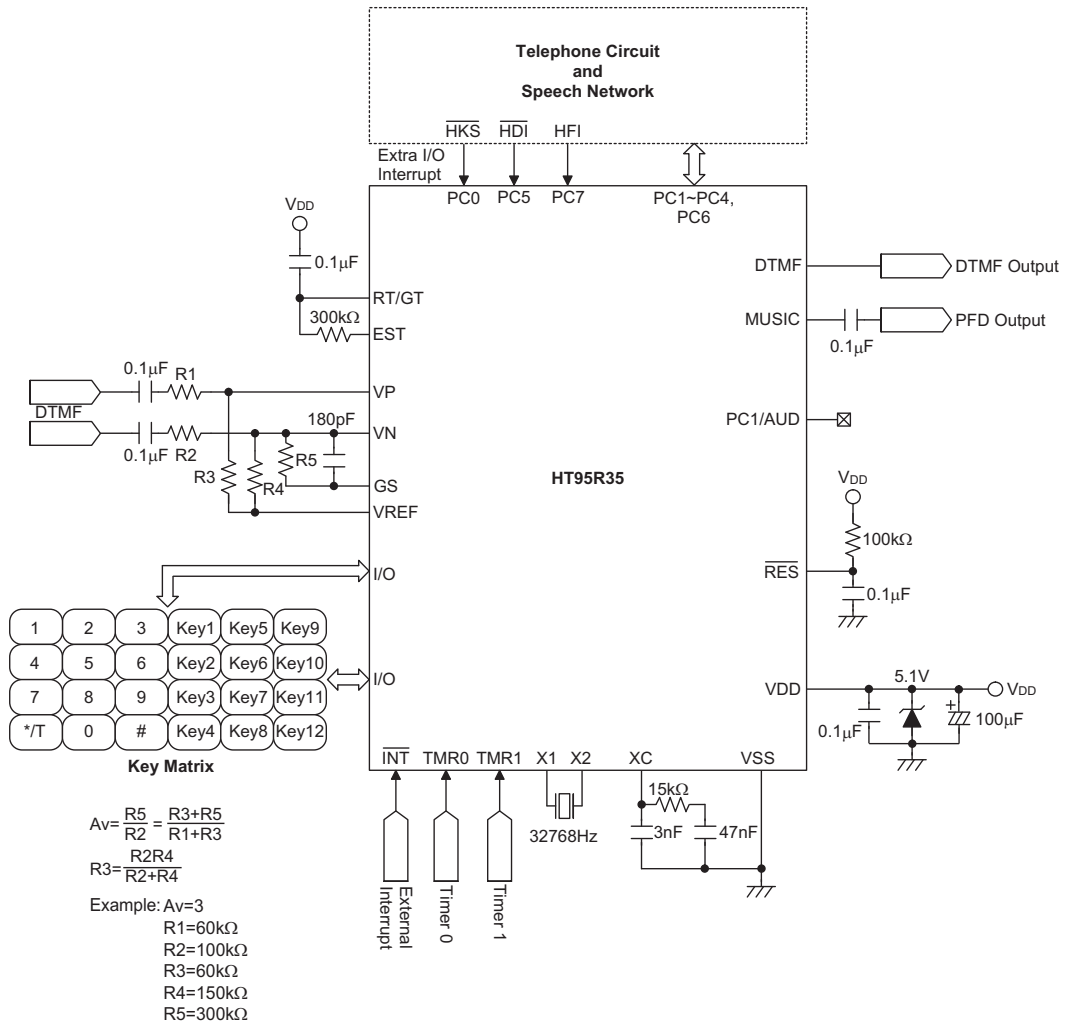 Telephone Circuit
and
Speech Network
HKS HDI HFI
Extra I/O
Interrupt
PC0 PC5 PC7 PC1~PC4,
PC6
VDD
0.1μF
RT/GT
300kΩ
EST
DTMF
DTMF Output
MUSIC
PFD Output
0.1μF
0.1μF R1
VP
DTMF
180pF
VN
0.1μF R2
R3 R4 R5
GS
VREF
PC1/AUD
HT95R35
VDD
100kΩ
RES
0.1μF
I/O
1 2 3 Key1 Key5 Key9
4 5 6 Key2 Key6 Key10
7 8 9 Key3 Key7 Key11
*/T 0 # Key4 Key8 Key12
Key Matrix
I/O
VDD
5.1V
VDD
0.1μF
100μF
INT TMR0 TMR1 X1 X2 XC VSS
15kΩ
32768Hz
3nF 47nF
External
Interrupt
Timer 0
Timer 1
Av=R5/R2=R3+R5/R1+R3
R3=R2R4/R2+R4
Example: Av=3
R1=60kΩ
R2=100kΩ
R3=60kΩ
R4=150kΩ
R5=300kΩ